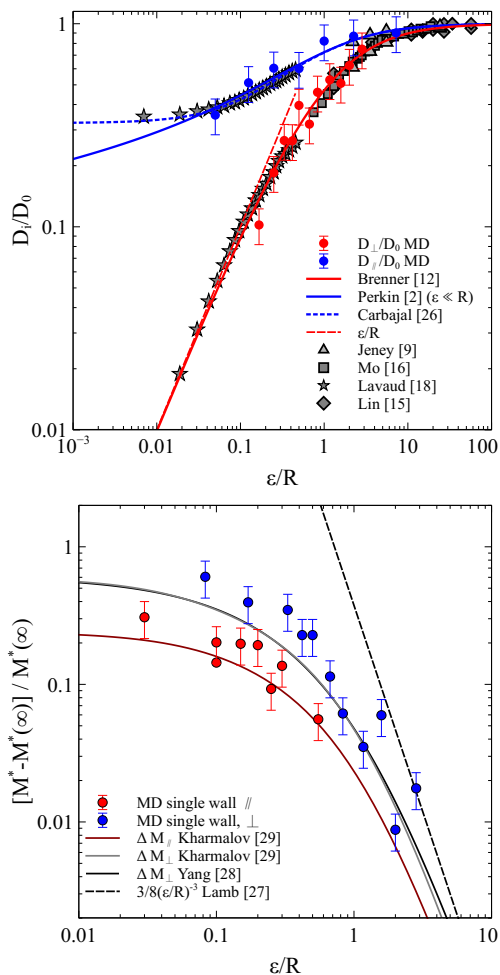 1
0.1
0.01
D_i/D_0
D_⊥/D_0 MD
D_//D_0 MD
Brenner [12]
Perkin [2] (ε ≪ R)
Carbajal [26]
ε/R
Jeney [9]
Mo [16]
Lavaud [18]
Lin [15]
10^−3 0.01 0.1 1 10 100
ε/R
1
0.1
0.01
[M*-M*(∞)] / M*(∞)
MD single wall //
MD single wall, ⊥
Δ M_// Kharmalov [29]
Δ M_⊥ Kharmalov [29]
Δ M_⊥ Yang [28]
3/8(ε/R)^-3 Lamb [27]
0.01 0.1 1 10
ε/R